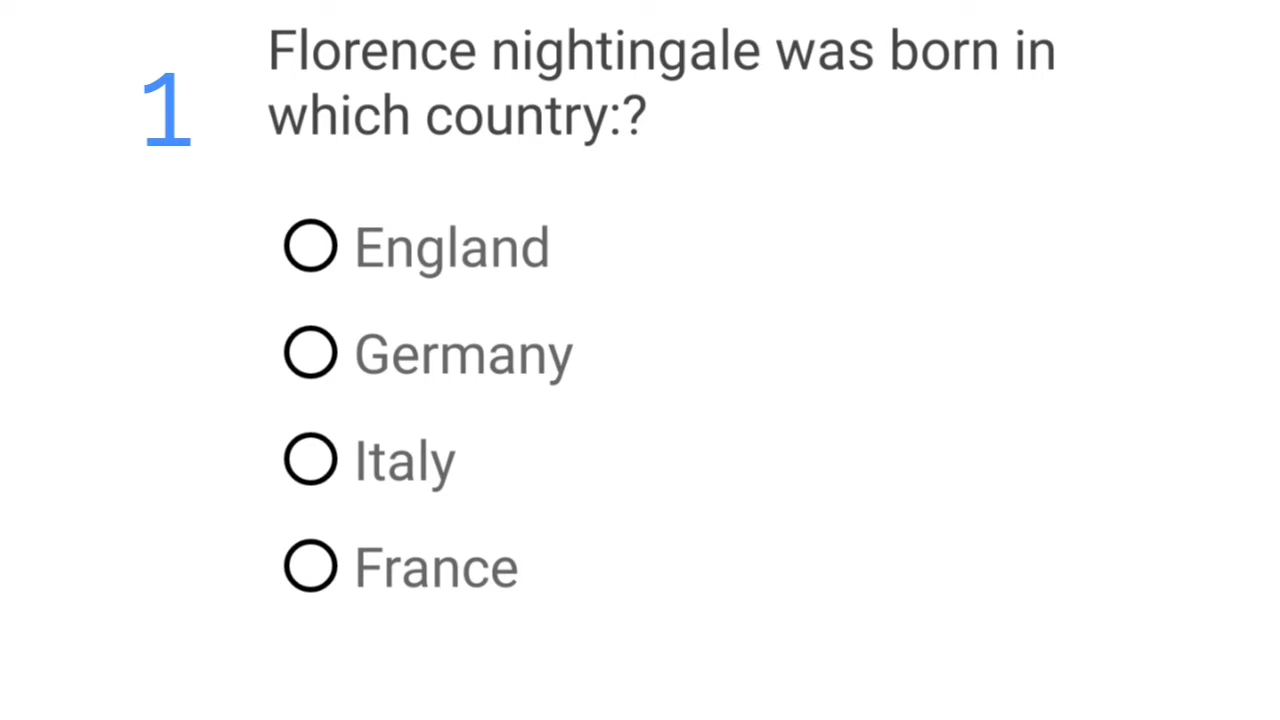 1
Florence nightingale was born in
which country:?
England
Germany
Italy
France